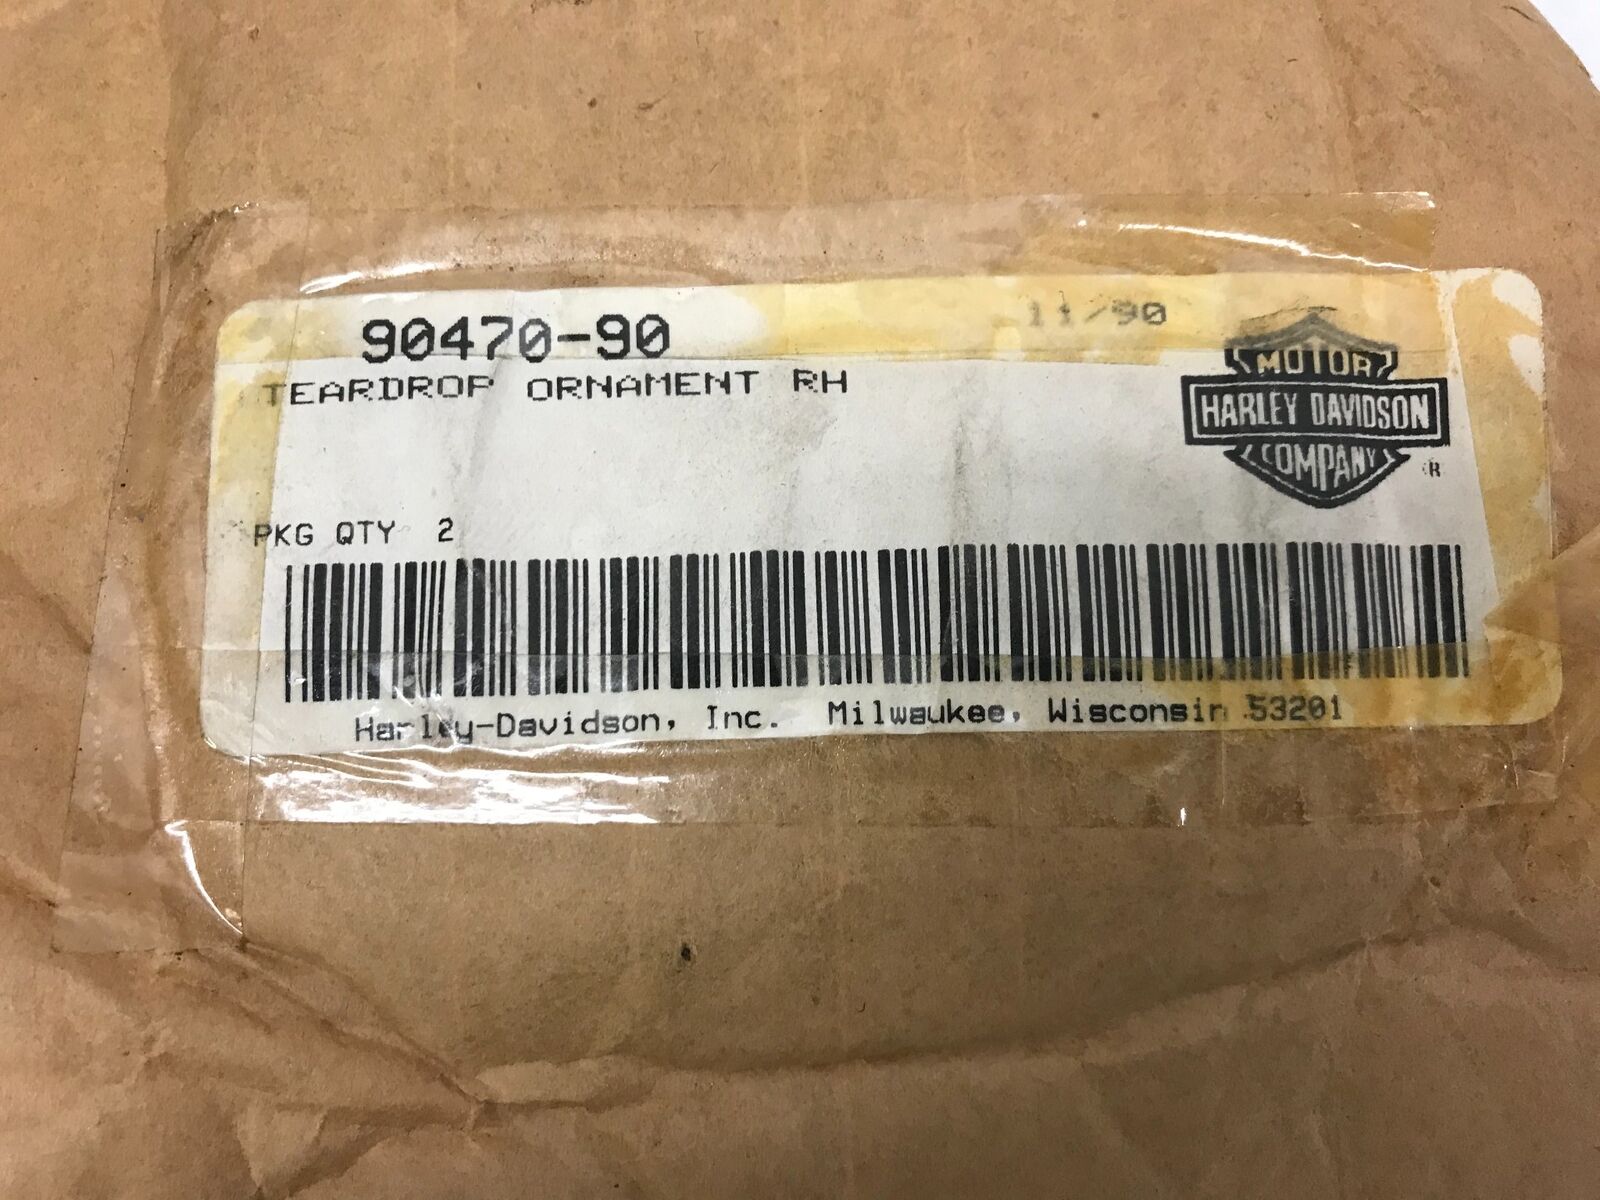 90470-90
11/90
TEARDROP ORNAMENT RH
MOTOR
HARLEY DAVIDSON
COMPANY
®
PKG QTY 2
Harley-Davidson, Inc. Milwaukee, Wisconsin 53201